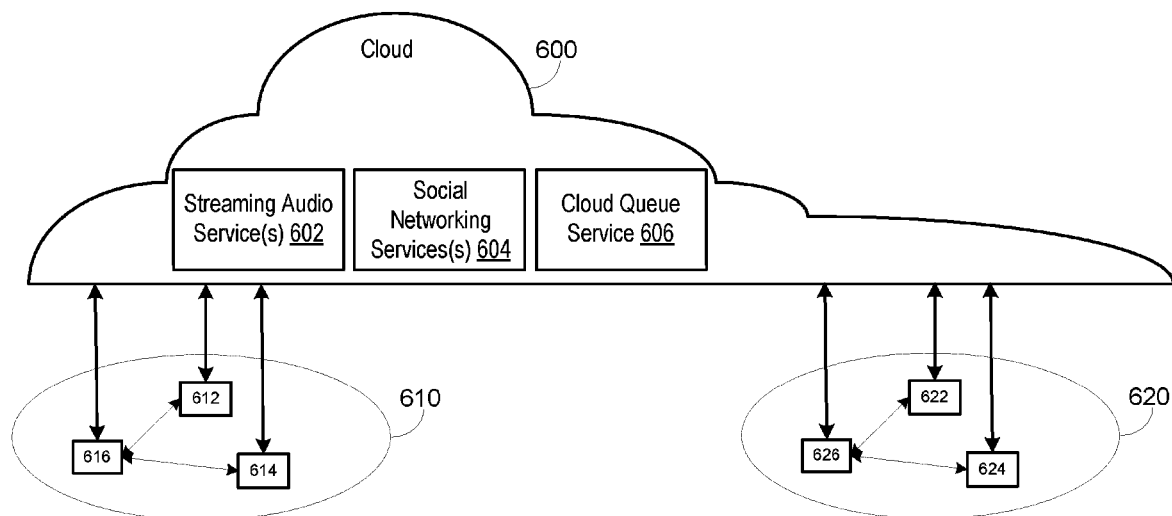 Cloud
600
Streaming Audio
Service(s) 602
Social
Networking
Services(s) 604
Cloud Queue
Service 606
612
616
614
610
622
626
624
620